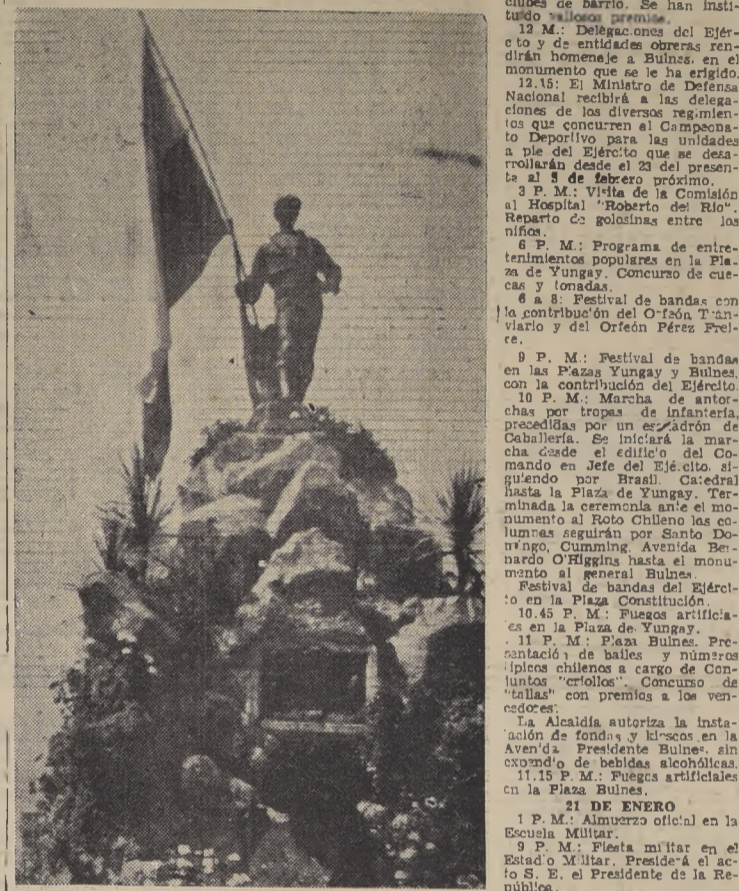 clubes de barrio. Se han insti-
tuído valiosos premios.
12 M.: Delegaciones del Ejér-
cito y de entidades obreras ren-
dirán homenaje a Bulnes, en el
monumento que se le ha erigido.
12.15: El Ministro de Defensa
Nacional recibirá a las delega-
ciones de los diversos regimien-
tos que concurren al Campeona-
to Deportivo para las unidades
a pie del Ejército que se desa-
rrollarán desde el 23 del presen-
te al 5 de febrero próximo.
3 P. M.: Visita de la Comisión
al Hospital "Roberto del Río".
Reparto de golosinas entre los
niños.
6 P. M.: Programa de entre-
tenimientos populares en la Pla-
za de Yungay. Concurso de cue-
cas y tonadas.
6 a 8: Festival de bandas con
la contribución del Orfeón Tran-
viario y del Orfeón Pérez Frei-
re.
9 P. M.: Festival de bandas
en las Plazas Yungay y Bulnes,
con la contribución del Ejército.
10 P. M.: Marcha de antor-
chas por tropas de infantería,
precedidas por un escuadrón de
Caballería. Se iniciará la mar-
cha desde el edificio del Co-
mando en Jefe del Ejército, si-
guiendo por Brasil, Catedral
hasta la Plaza de Yungay. Ter-
minada la ceremonia ante el mo-
numento al Roto Chileno las co-
lumnas seguirán por Santo Do-
mingo, Cumming, Avenida Ber-
nardo O'Higgins hasta el monu-
mento al general Bulnes.
Festival de bandas del Ejérci-
to en la Plaza Constitución.
10.45 P. M.: Fuegos artificia-
les en la Plaza de Yungay.
11 P. M.: Plaza Bulnes. Pre-
sentación de bailes y números
típicos chilenos a cargo de Con-
juntos "criollos". Concurso de
"tallas" con premios a los ven-
cedores.
La Alcaldía autoriza la insta-
lación de fondas y kioscos en la
Avenida Presidente Bulnes, sin
expendio de bebidas alcohólicas.
11.15 P. M.: Fuegos artificiales
en la Plaza Bulnes.
21 DE ENERO
1 P. M.: Almuerzo oficial en la
Escuela Militar.
9 P. M.: Fiesta militar en el
Estadio Militar. Presidirá el ac-
to S. E. el Presidente de la Re-
pública.